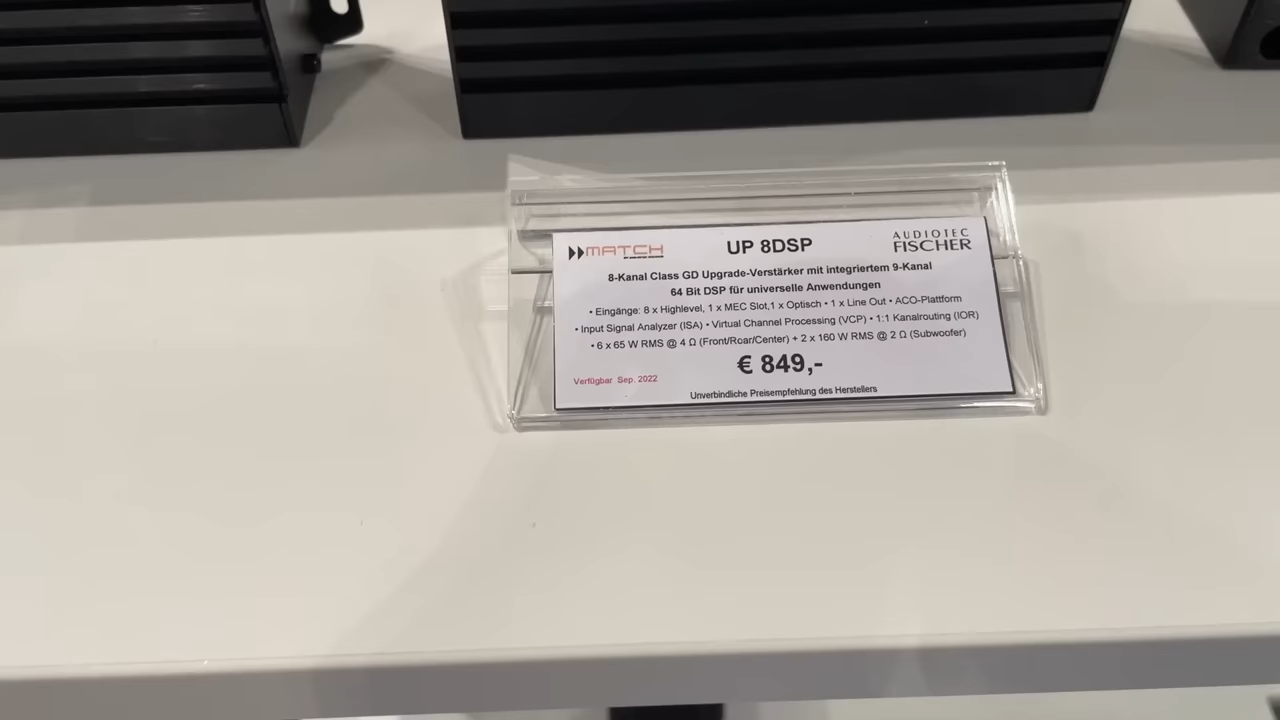 MATCH
UP 8DSP
AUDIOTEC
FISCHER
8-Kanal Class GD Upgrade-Verstärker mit integriertem 9-Kanal
64 Bit DSP für universelle Anwendungen
• Eingänge: 8 x Highlevel, 1 x MEC Slot,1 x Optisch • 1 x Line Out • ACO-Plattform
• Input Signal Analyzer (ISA) • Virtual Channel Processing (VCP) • 1:1 Kanalrouting (IOR)
• 6 x 65 W RMS @ 4 Ω (Front/Roar/Center) + 2 x 160 W RMS @ 2 Ω (Subwoofer)
€ 849,-
Verfügbar Sep. 2022
Unverbindliche Preisempfehlung des Herstellers